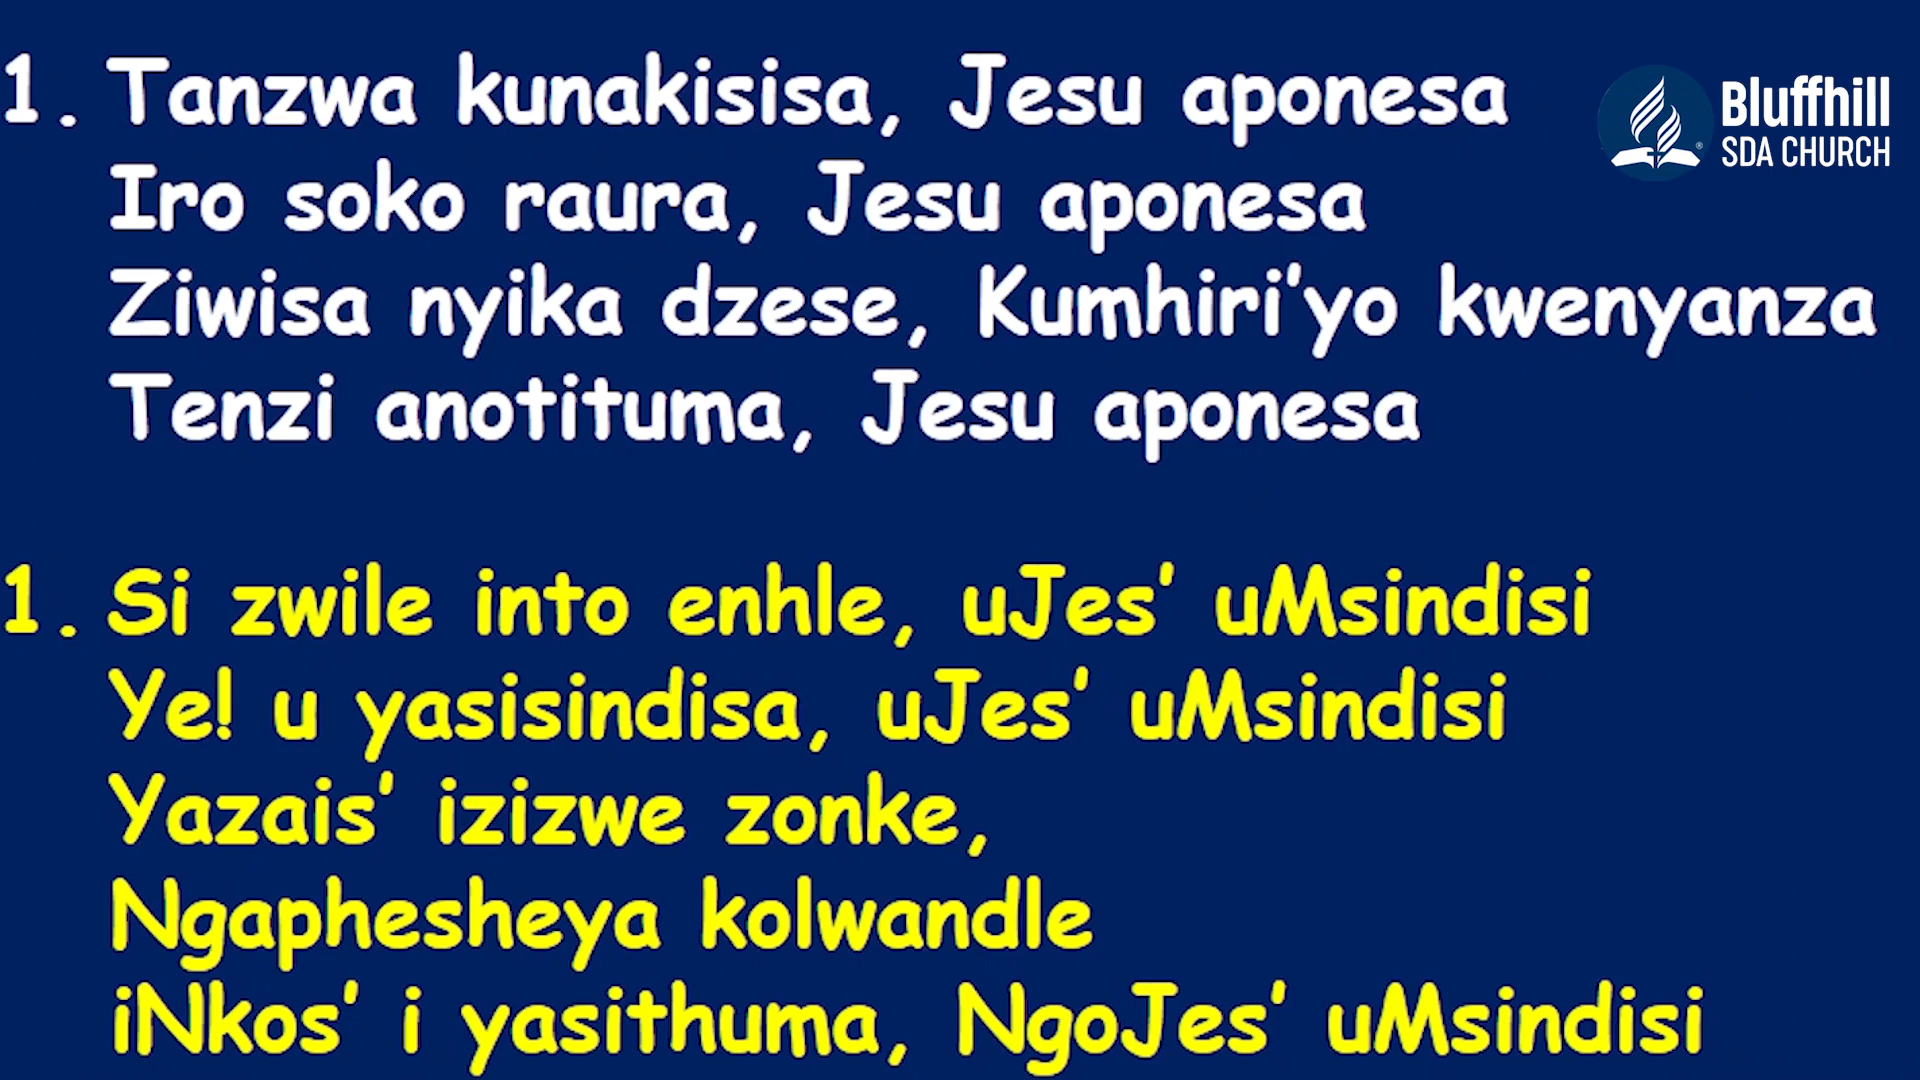 1. Tanzwa kunakisisa, Jesu aponesa
Iro soko raura, Jesu aponesa
Ziwisa nyika dzese, Kumhiri'yo kwenyanza
Tenzi anotituma, Jesu aponesa
Bluffhill
SDA CHURCH
1. Si zwile into enhle, uJes' uMsindisi
Ye! u yasisindisa, uJes' uMsindisi
Yazais' izizwe zonke,
Ngaphesheya kolwandle
iNkos' i yasithuma, NgoJes' uMsindisi